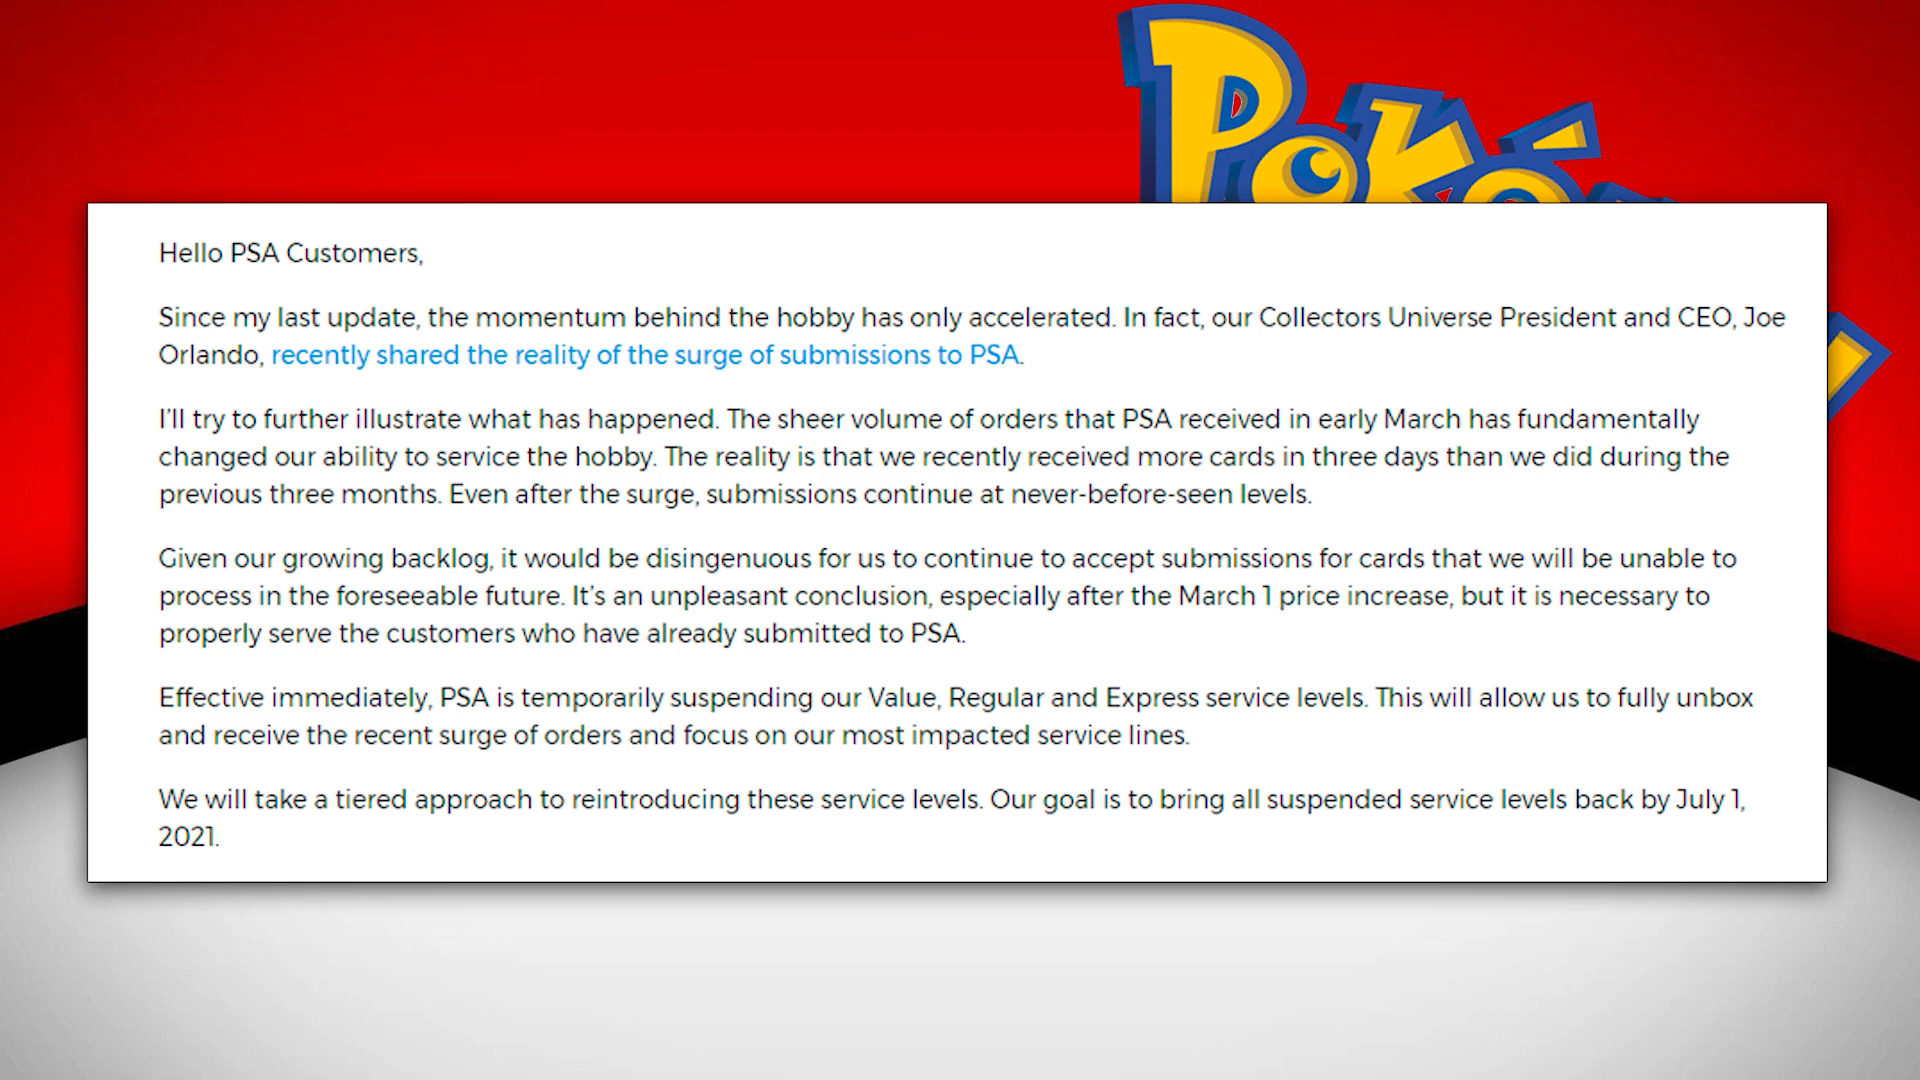 POKÉ
Hello PSA Customers,
Since my last update, the momentum behind the hobby has only accelerated. In fact, our Collectors Universe President and CEO, Joe
Orlando, recently shared the reality of the surge of submissions to PSA.
I'll try to further illustrate what has happened. The sheer volume of orders that PSA received in early March has fundamentally
changed our ability to service the hobby. The reality is that we recently received more cards in three days than we did during the
previous three months. Even after the surge, submissions continue at never-before-seen levels.
Given our growing backlog, it would be disingenuous for us to continue to accept submissions for cards that we will be unable to
process in the foreseeable future. It's an unpleasant conclusion, especially after the March 1 price increase, but it is necessary to
properly serve the customers who have already submitted to PSA.
Effective immediately, PSA is temporarily suspending our Value, Regular and Express service levels. This will allow us to fully unbox
and receive the recent surge of orders and focus on our most impacted service lines.
We will take a tiered approach to reintroducing these service levels. Our goal is to bring all suspended service levels back by July 1,
2021.